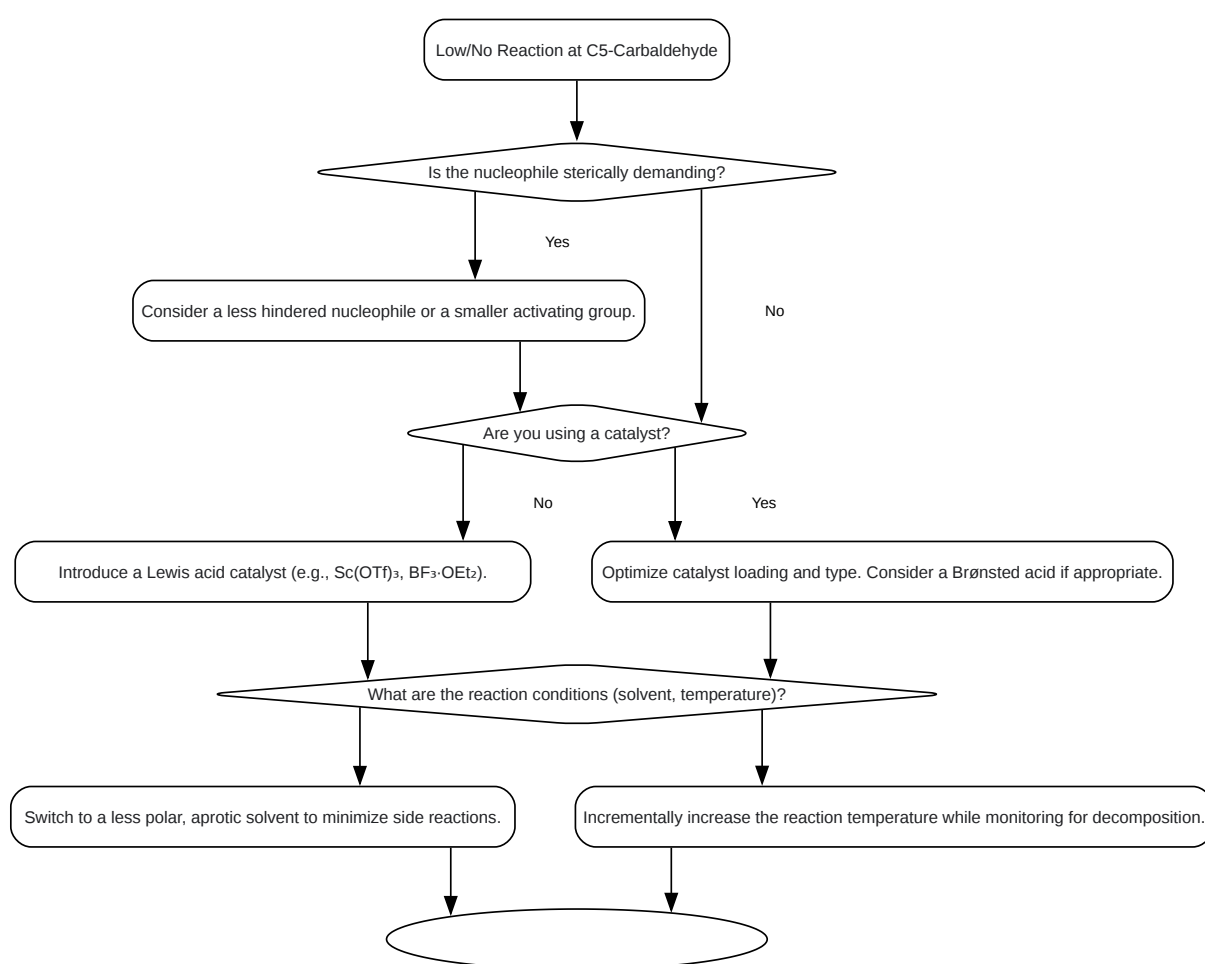 Low/No Reaction at C5-Carbaldehyde
Is the nucleophile sterically demanding?
Yes
Consider a less hindered nucleophile or a smaller activating group.
No
Are you using a catalyst?
No
Yes
Introduce a Lewis acid catalyst (e.g., Sc(OTf)₃, BF₃·OEt₂).
Optimize catalyst loading and type. Consider a Brønsted acid if appropriate.
What are the reaction conditions (solvent, temperature)?
Switch to a less polar, aprotic solvent to minimize side reactions.
Incrementally increase the reaction temperature while monitoring for decomposition.